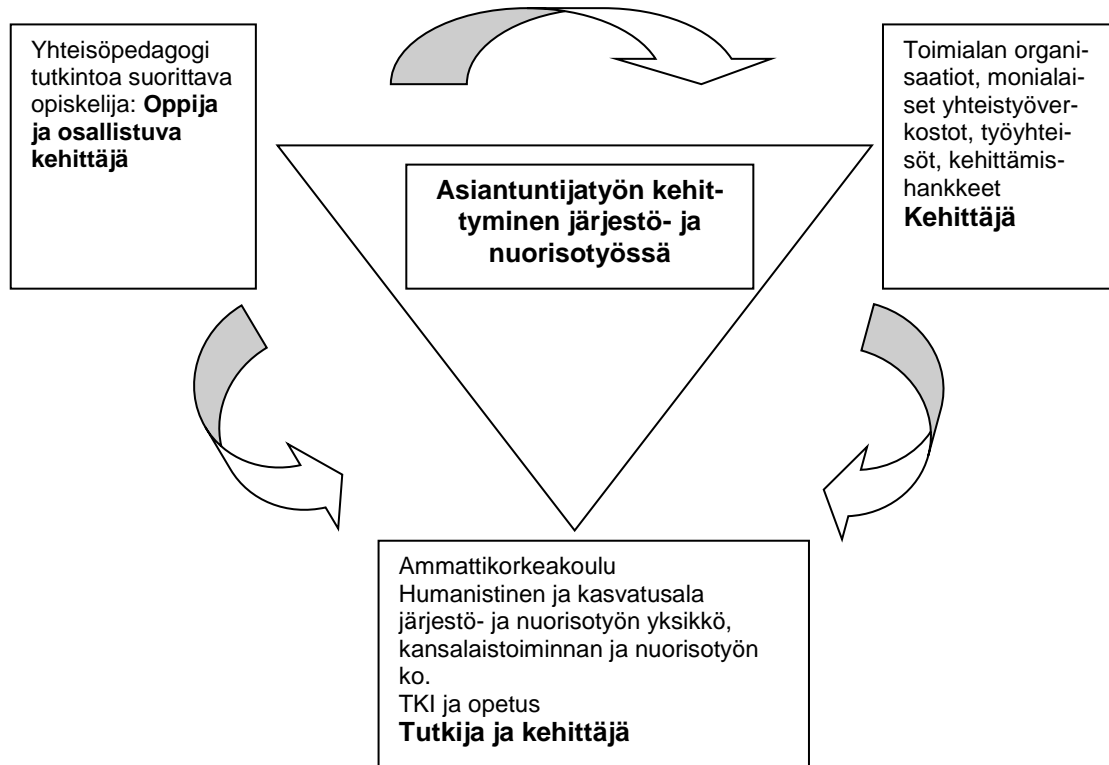 Yhteisöpedagogi
tutkintoa suorittava
opiskelija: Oppija
ja osallistuva
kehittäjä
Toimialan organi-
saatiot, monialai-
set yhteistyöver-
kostot, työyhtei-
söt, kehittämis-
hankkeet
Kehittäjä
Asiantuntijatyön kehit-
tyminen järjestö- ja
nuorisotyössä
Ammattikorkeakoulu
Humanistinen ja kasvatusala
järjestö- ja nuorisotyön yksikkö,
kansalaistoiminnan ja nuorisotyön
ko.
TKI ja opetus
Tutkija ja kehittäjä